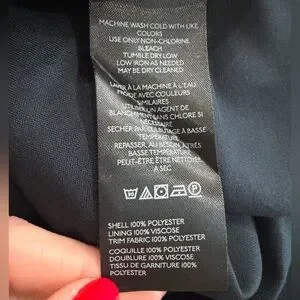 MACHINE WASH COLD WITH LIKE
COLORS
USE ONLY NON-CHLORINE
BLEACH
TUMBLE DRY LOW
LOW IRON AS NEEDED
MAY BE DRY CLEANED
LAVER À LA MACHINE À L'EAU
FROIDE AVEC COULEURS
SIMILAIRES
UTILISER UN AGENT DE
BLANCHIMENT SANS CHLORE SI
NÉCESSAIRE
SECHER PAR CULBUTAGE À BASSE
TEMPÉRATURE
REPASSER, AU BESOIN À TRÈS
BASSE TEMPÉRATURE
PEUT-ÊTRE ÊTRE NETTOYÉ
A SEC
SHELL 100% POLYESTER
LINING 100% VISCOSE
TRIM FABRIC 100% POLYESTER
COQUILLE 100% POLYESTER
DOUBLURE 100% VISCOSE
TISSU DE GARNITURE 100%
POLYESTER